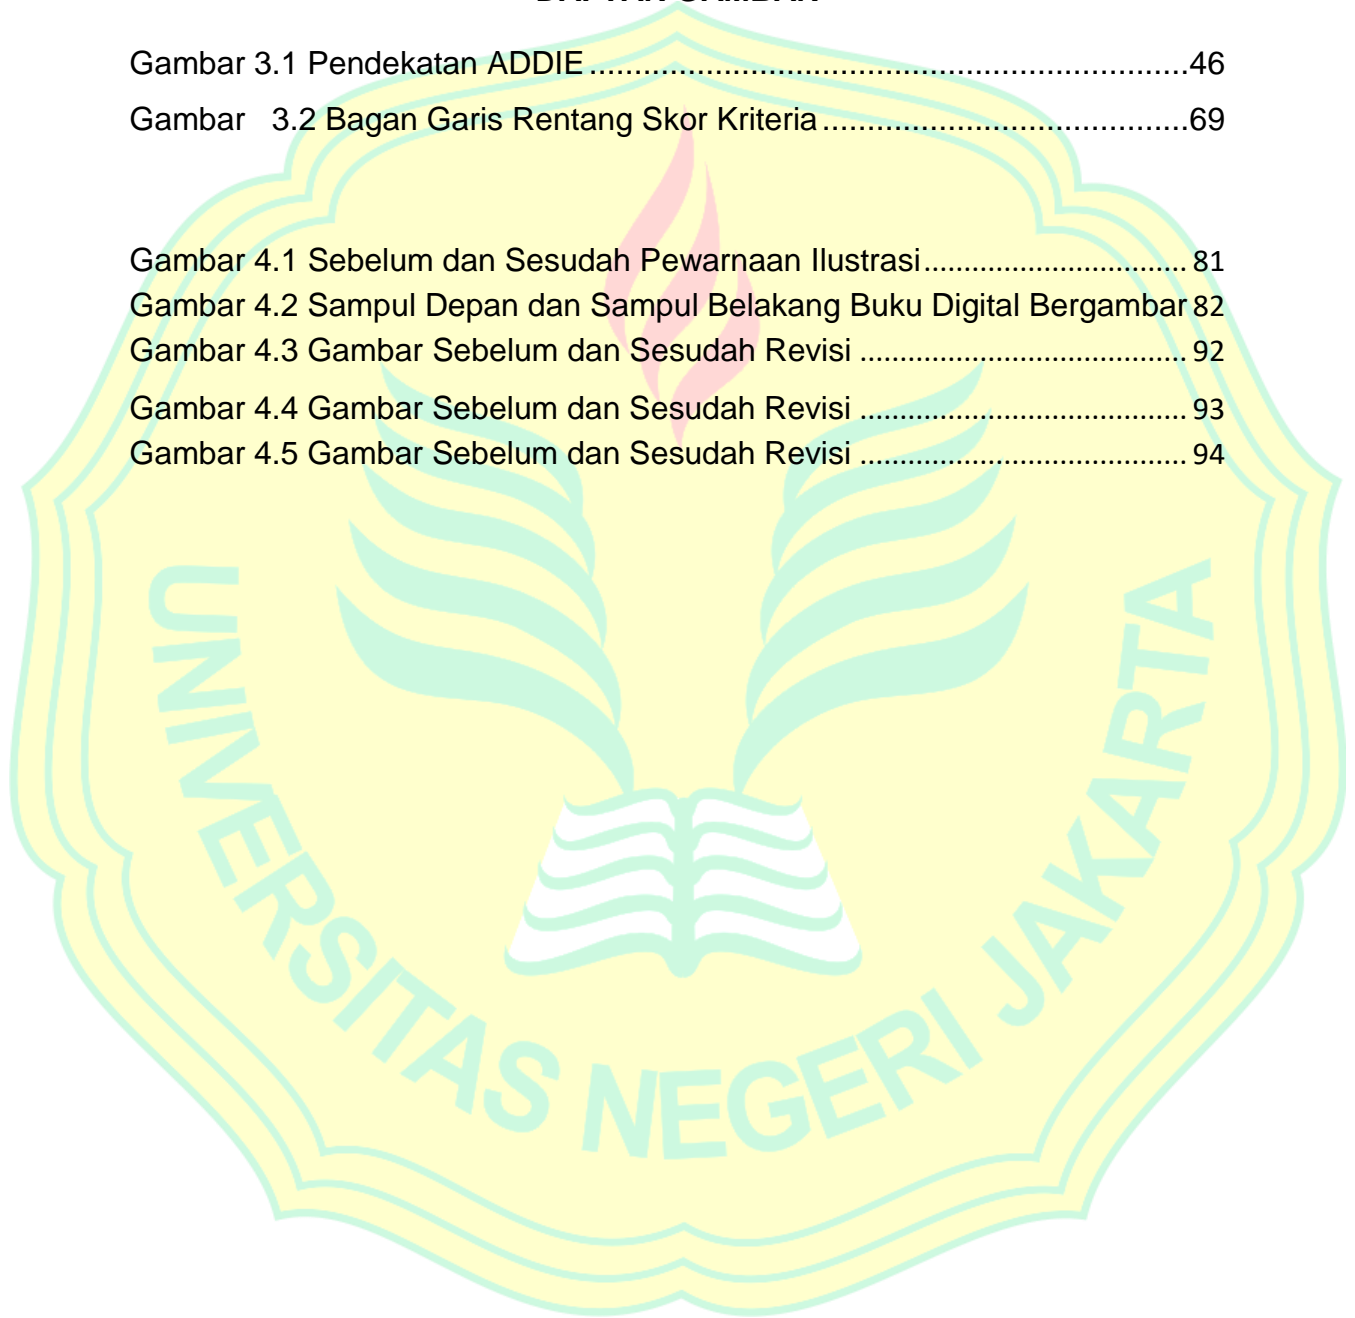 DAFTAR GAMBAR
Gambar 3.1 Pendekatan ADDIE....................................................................46
Gambar 3.2 Bagan Garis Rentang Skor Kriteria.........................................69
Gambar 4.1 Sebelum dan Sesudah Pewarnaan Ilustrasi................................. 81
Gambar 4.2 Sampul Depan dan Sampul Belakang Buku Digital Bergambar 82
Gambar 4.3 Gambar Sebelum dan Sesudah Revisi ......................................... 92
Gambar 4.4 Gambar Sebelum dan Sesudah Revisi ......................................... 93
Gambar 4.5 Gambar Sebelum dan Sesudah Revisi ......................................... 94
UNIVERSITAS NEGERI JAKARTA